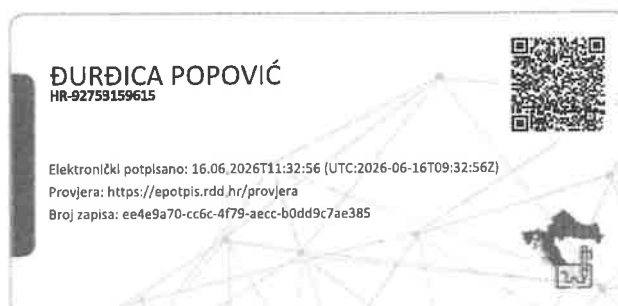 ĐURĐICA POPOVIĆ
HR-92753159615
Elektronički potpisano: 16.06.2026T11:32:56 (UTC:2026-06-16T09:32:56Z)
Provjera: https://epotpis.rdd.hr/provjera
Broj zapisa: ee4e9a70-cc6c-4f79-aecc-b0dd9c7ae385